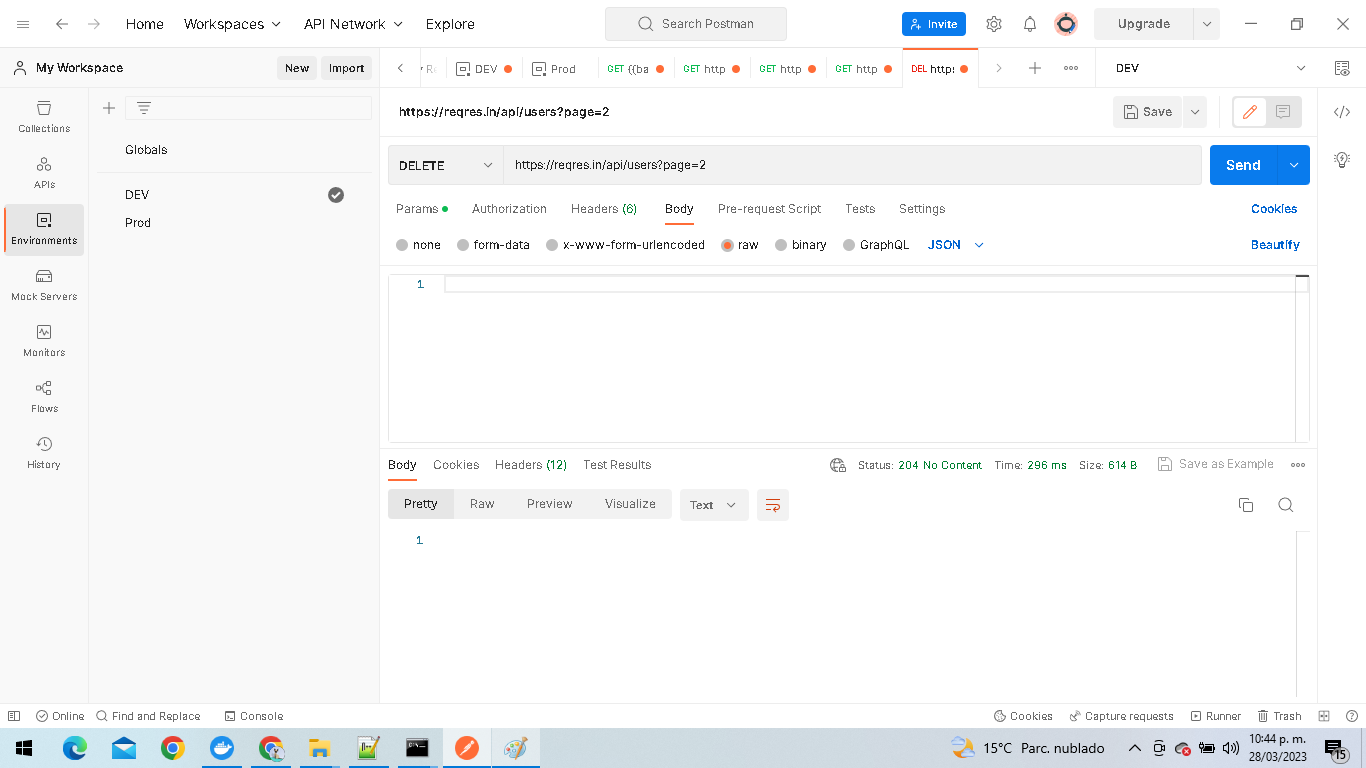 Home Workspaces API Network Explore Search Postman Invite Upgrade
My Workspace New Import DEV Prod GET {{ba GET http GET http GET http DEL https DEV
https://reqres.in/api/users?page=2 Save
Collections
Globals
DELETE https://reqres.in/api/users?page=2 Send
APIs
DEV
Params Authorization Headers (6) Body Pre-request Script Tests Settings Cookies
Prod
Environments
none form-data x-www-form-urlencoded raw binary GraphQL JSON Beautify
1
Mock Servers
Monitors
Flows
History
Body Cookies Headers (12) Test Results Status: 204 No Content Time: 296 ms Size: 614 B Save as Example
Pretty Raw Preview Visualize Text
1
Online Find and Replace Console Cookies Capture requests Runner Trash
15°C Parc. nublado
10:44 p. m.
28/03/2023
15